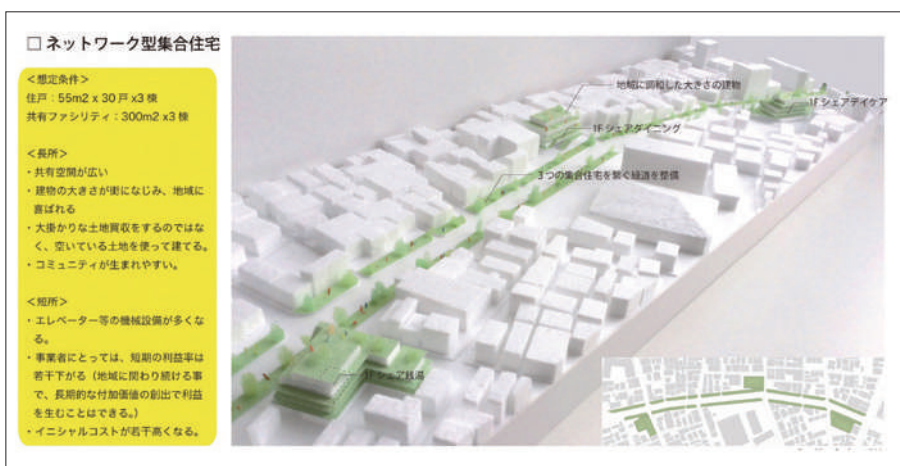 □ ネットワーク型集合住宅
＜想定条件＞
住戸：55m2 x 30戸 x3 棟
共有ファシリティ：300m2 x3 棟
＜長所＞
・共有空間が広い
・建物の大きさが街になじみ、地域に
喜ばれる
・大掛かりな土地買収をするのではな
く、空いている土地を使って建てる。
・コミュニティが生まれやすい。
＜短所＞
・エレベーター等の機械設備が多くな
る。
・事業者にとっては、短期の利益率は
若干下がる（地域に関わり続ける事
で、長期的な付加価値の創出で利益
を生むことはできる。）
・イニシャルコストが若干高くなる。
地域に調和した大きさの建物
1F シェアデイケア
1F シェアダイニング
3つの集合住宅を繋ぐ緑道を整備
1F シェア銭湯